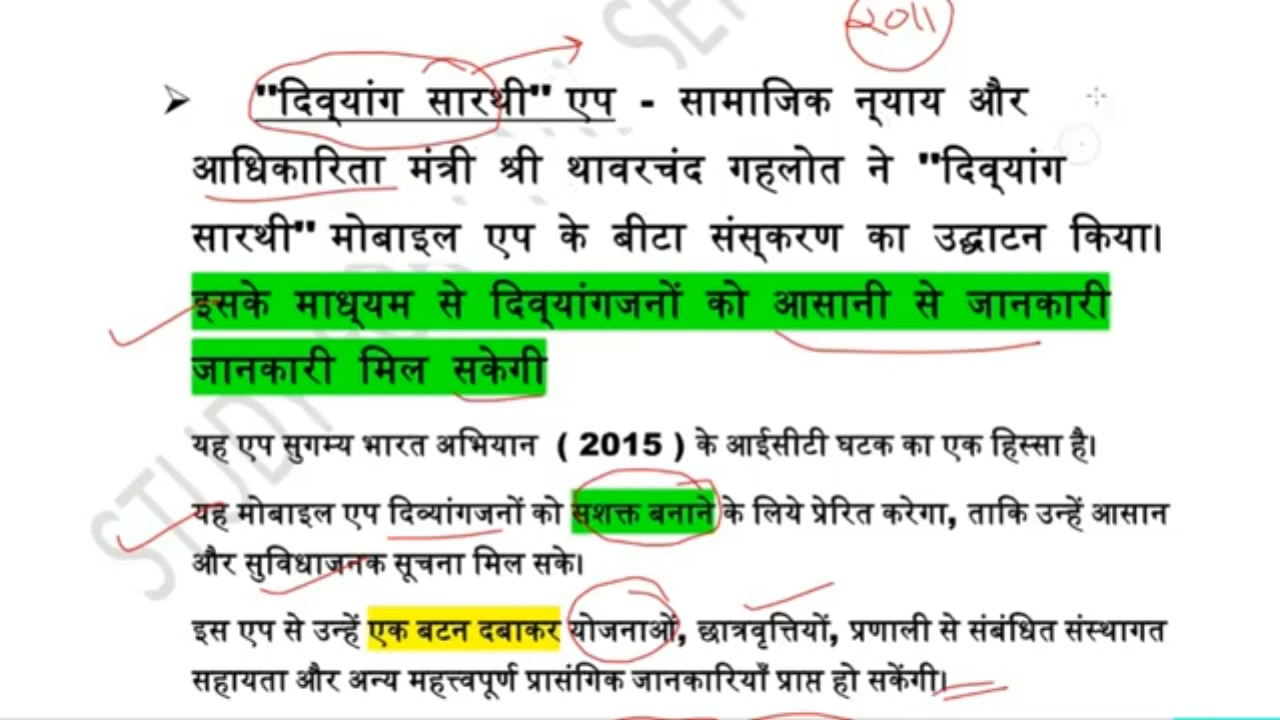 2011
"दिव्यांग सारथी" एप - सामाजिक न्याय और
आधिकारिता मंत्री श्री थावरचंद गहलोत ने "दिव्यांग
सारथी" मोबाइल एप के बीटा संस्करण का उद्घाटन किया।
इसके माध्यम से दिव्यांगजनों को आसानी से जानकारी
जानकारी मिल सकेगी
यह एप सुगम्य भारत अभियान ( 2015 ) के आईसीटी घटक का एक हिस्सा है।
यह मोबाइल एप दिव्यांगजनों को सशक्त बनाने के लिये प्रेरित करेगा, ताकि उन्हें आसान
और सुविधाजनक सूचना मिल सके।
इस एप से उन्हें एक बटन दबाकर योजनाओं, छात्रवृत्तियों, प्रणाली से संबंधित संस्थागत
सहायता और अन्य महत्त्वपूर्ण प्रासंगिक जानकारियाँ प्राप्त हो सकेंगी।